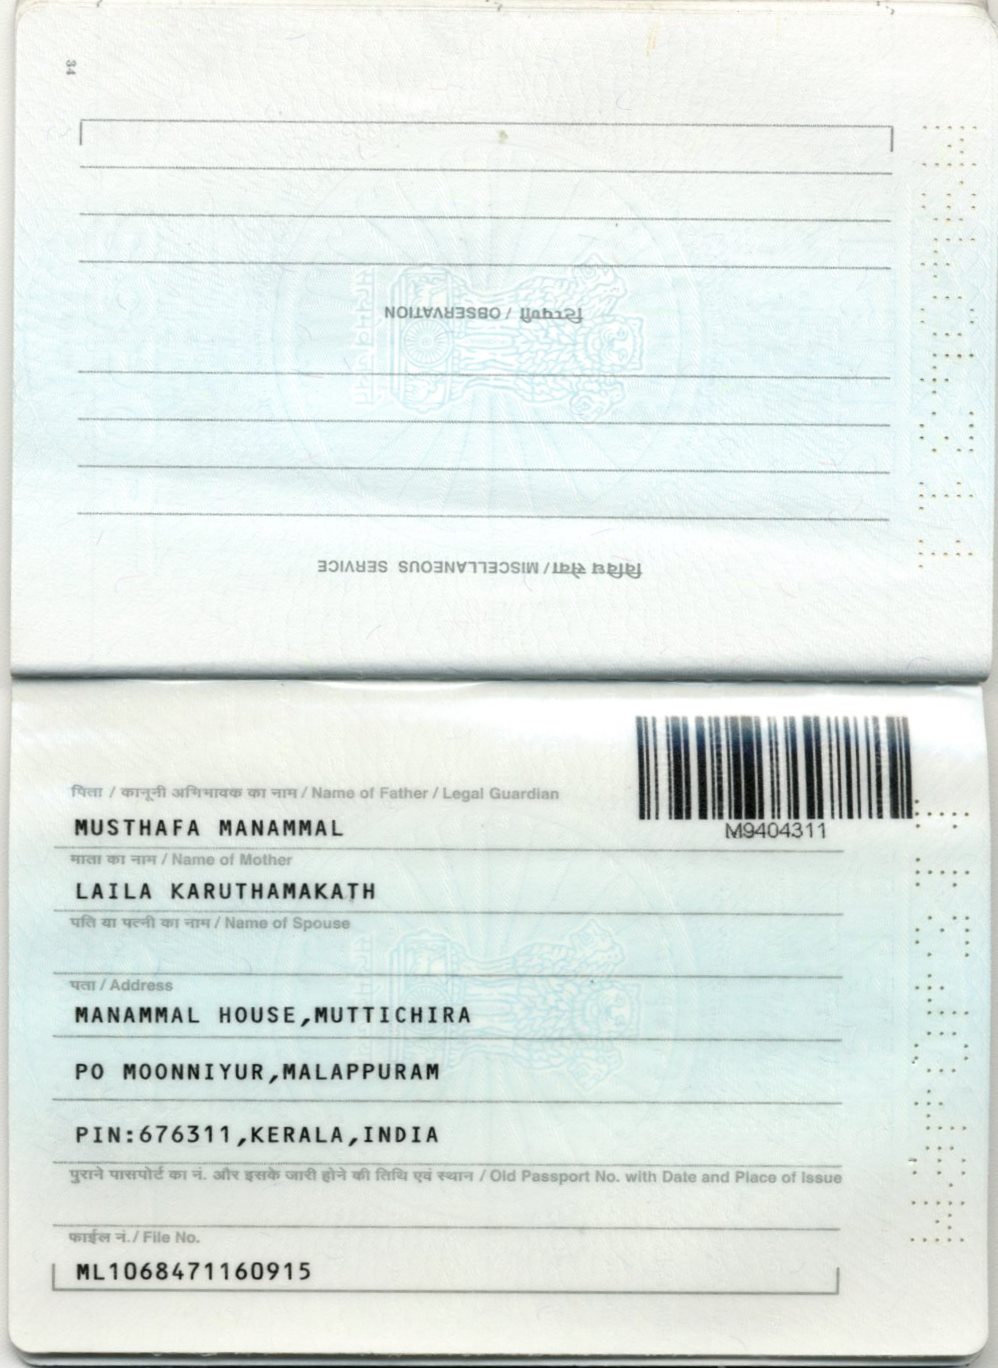 34
टिप्पणी / OBSERVATION
विविध सेवा / MISCELLANEOUS SERVICE
पिता / कानूनी अभिभावक का नाम / Name of Father / Legal Guardian
MUSTHAFA MANAMMAL
M9404311
माता का नाम / Name of Mother
LAILA KARUTHAMAKATH
पति या पत्नी का नाम / Name of Spouse
पता / Address
MANAMMAL HOUSE,MUTTICHIRA
PO MOONNIYUR,MALAPPURAM
PIN:676311,KERALA,INDIA
पुराने पासपोर्ट का नं. और इसके जारी होने की तिथि एवं स्थान / Old Passport No. with Date and Place of Issue
फाईल नं./ File No.
ML1068471160915